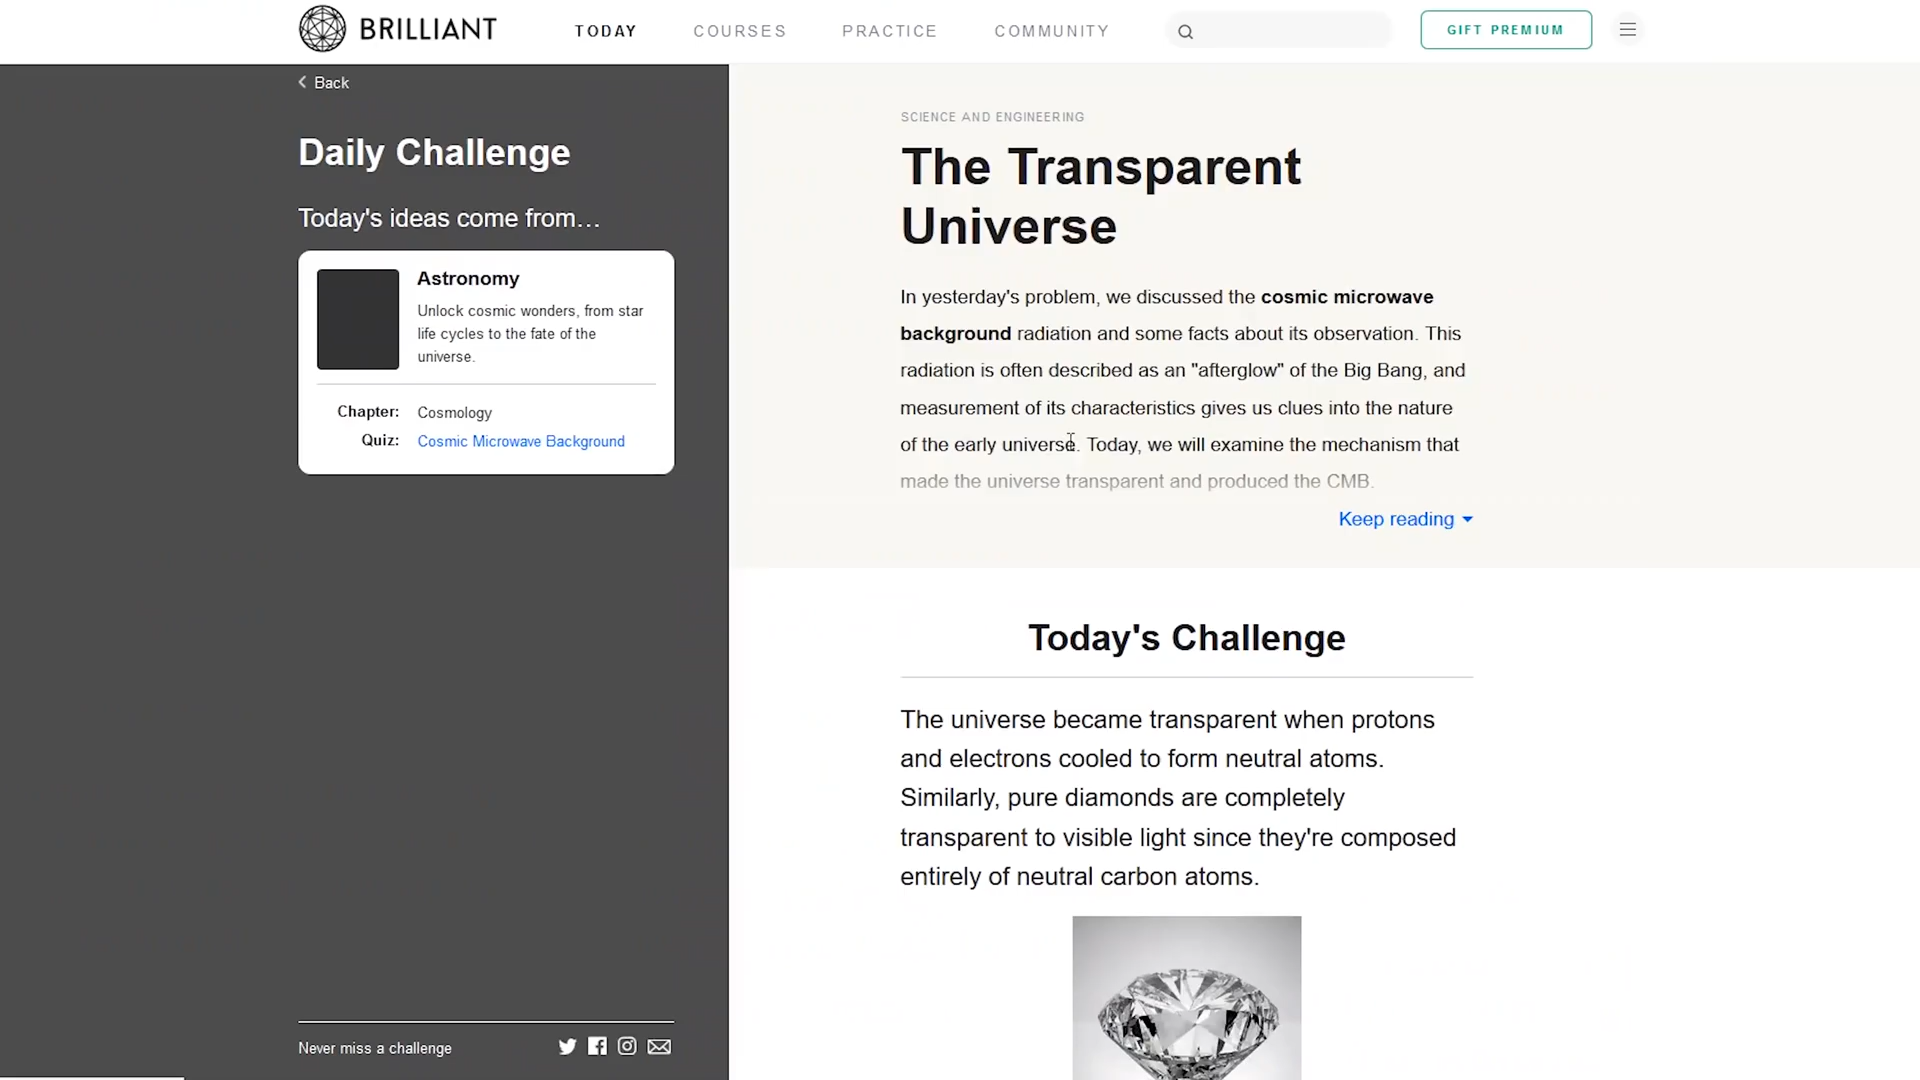 BRILLIANT
TODAY
COURSES
PRACTICE
COMMUNITY
GIFT PREMIUM
Back
Daily Challenge
Today's ideas come from…
Astronomy
Unlock cosmic wonders, from star
life cycles to the fate of the
universe.
Chapter: Cosmology
Quiz: Cosmic Microwave Background
Never miss a challenge
SCIENCE AND ENGINEERING
The Transparent
Universe
In yesterday's problem, we discussed the cosmic microwave
background radiation and some facts about its observation. This
radiation is often described as an "afterglow" of the Big Bang, and
measurement of its characteristics gives us clues into the nature
of the early universe. Today, we will examine the mechanism that
made the universe transparent and produced the CMB.
Keep reading
Today's Challenge
The universe became transparent when protons
and electrons cooled to form neutral atoms.
Similarly, pure diamonds are completely
transparent to visible light since they're composed
entirely of neutral carbon atoms.